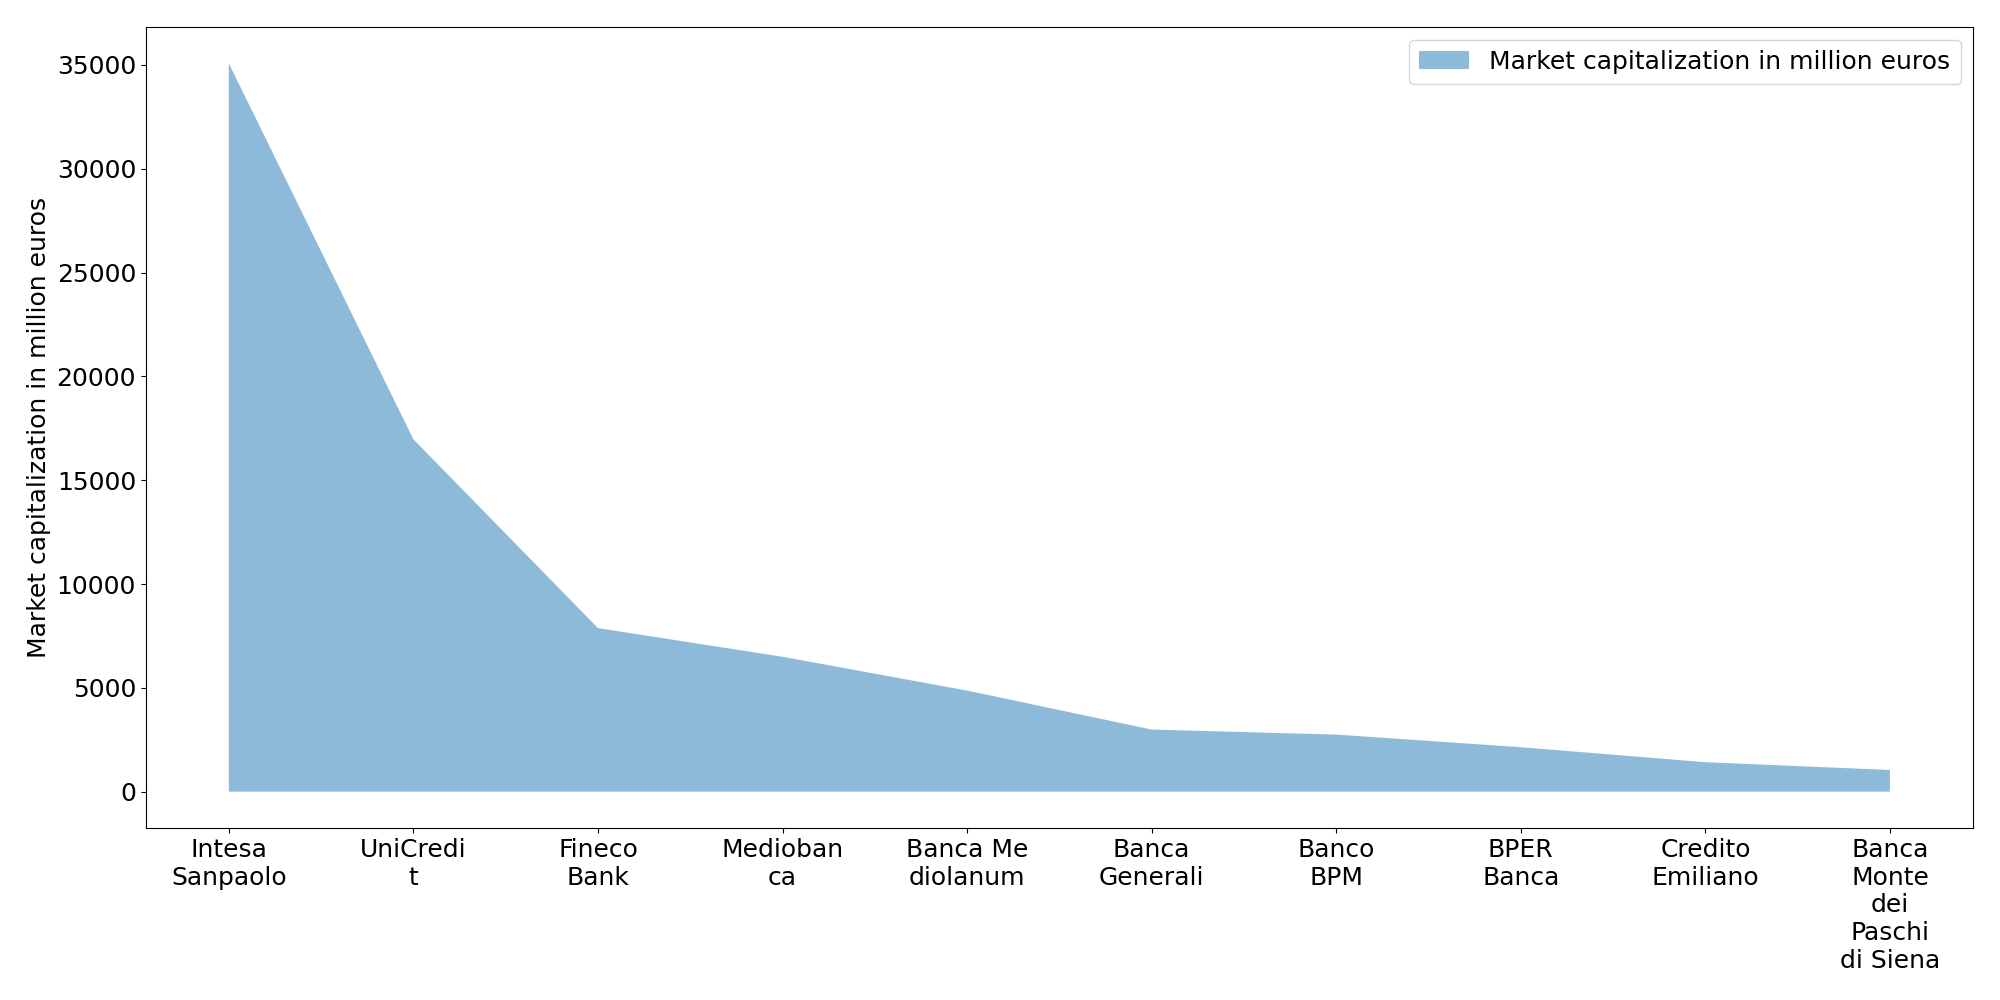 Market capitalization in million euros
Market capitalization in million euros
35000
30000
25000
20000
15000
10000
5000
0
Intesa
Sanpaolo
UniCredi
t
Fineco
Bank
Medioban
ca
Banca Me
diolanum
Banca
Generali
Banco
BPM
BPER
Banca
Credito
Emiliano
Banca
Monte
dei
Paschi
di Siena